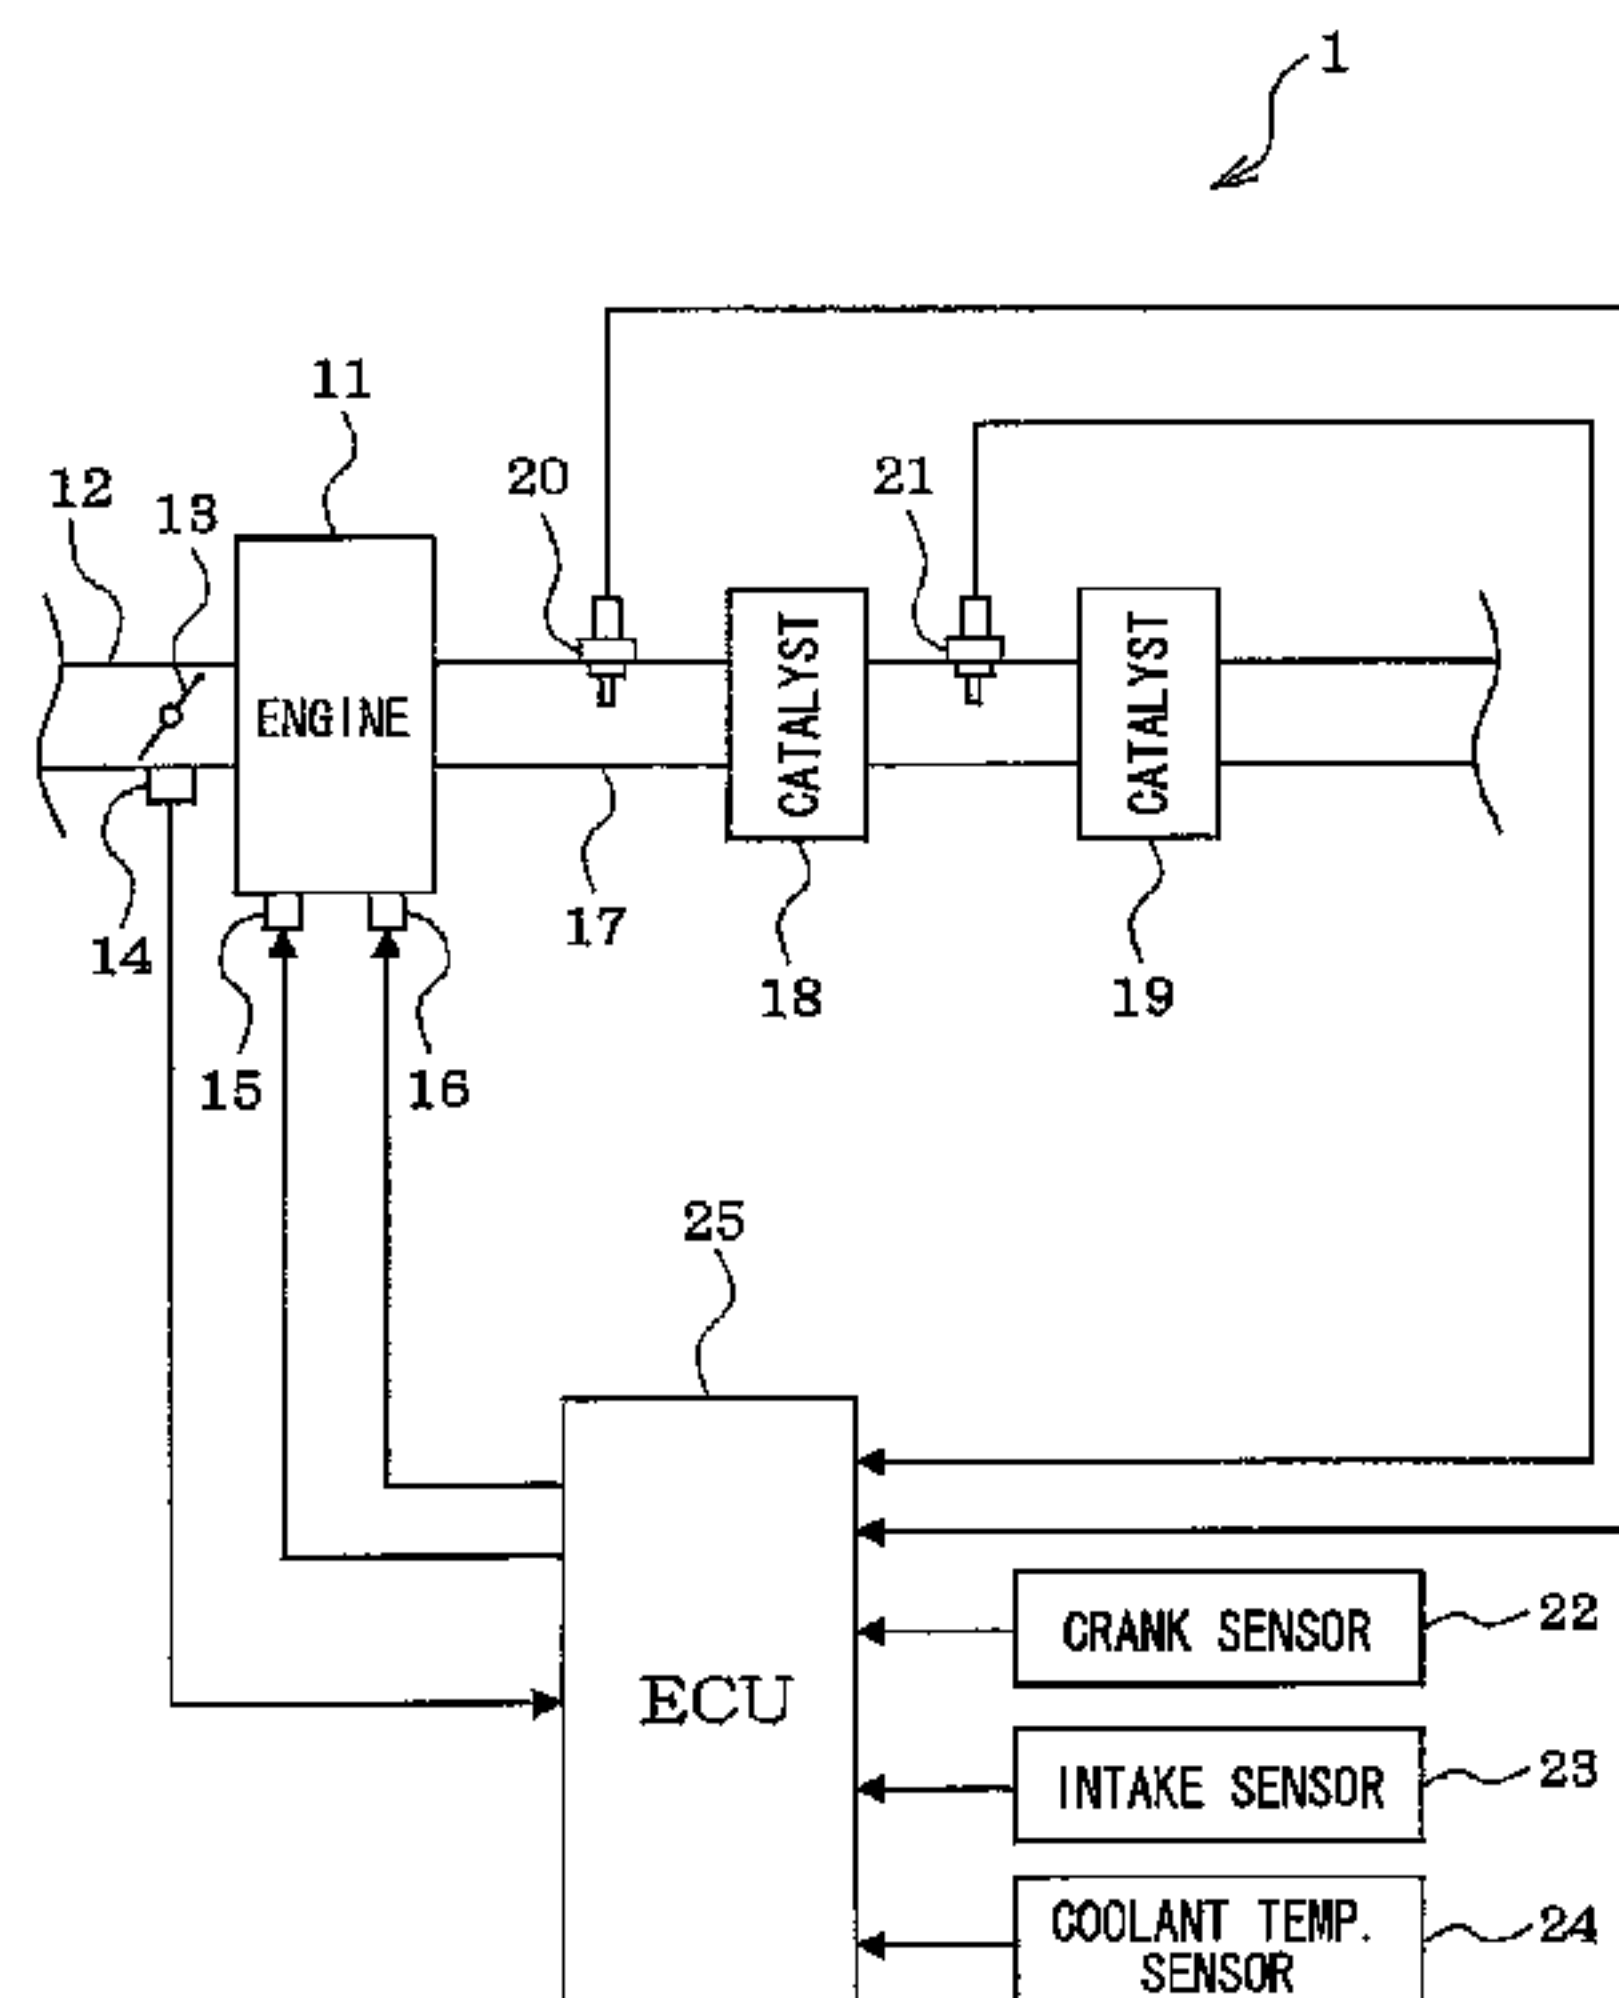 1
11
12
13
20
21
ENGINE
CATALYST
CATALYST
14
17
18
19
15
16
25
ECU
CRANK SENSOR
22
INTAKE SENSOR
23
COOLANT TEMP.
SENSOR
24